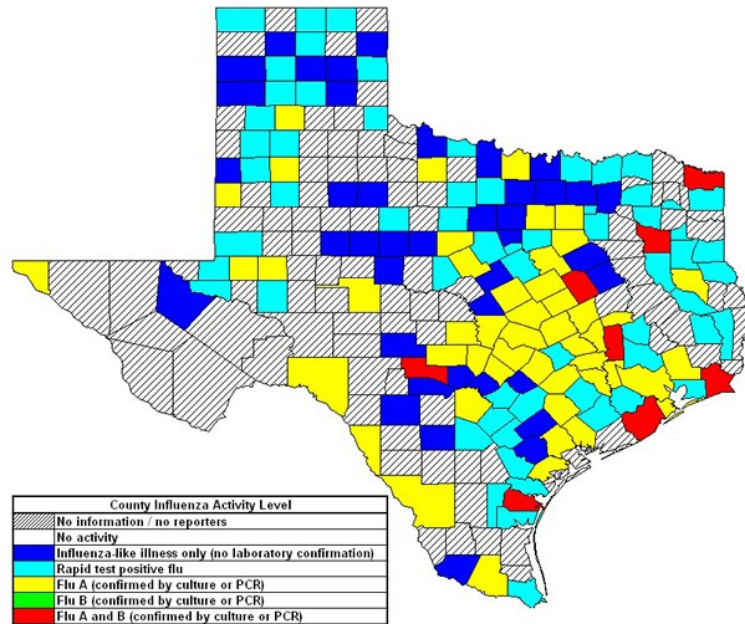 County Influenza Activity Level
No information / no reporters
No activity
Influenza-like illness only (no laboratory confirmation)
Rapid test positive flu
Flu A (confirmed by culture or PCR)
Flu B (confirmed by culture or PCR)
Flu A and B (confirmed by culture or PCR)